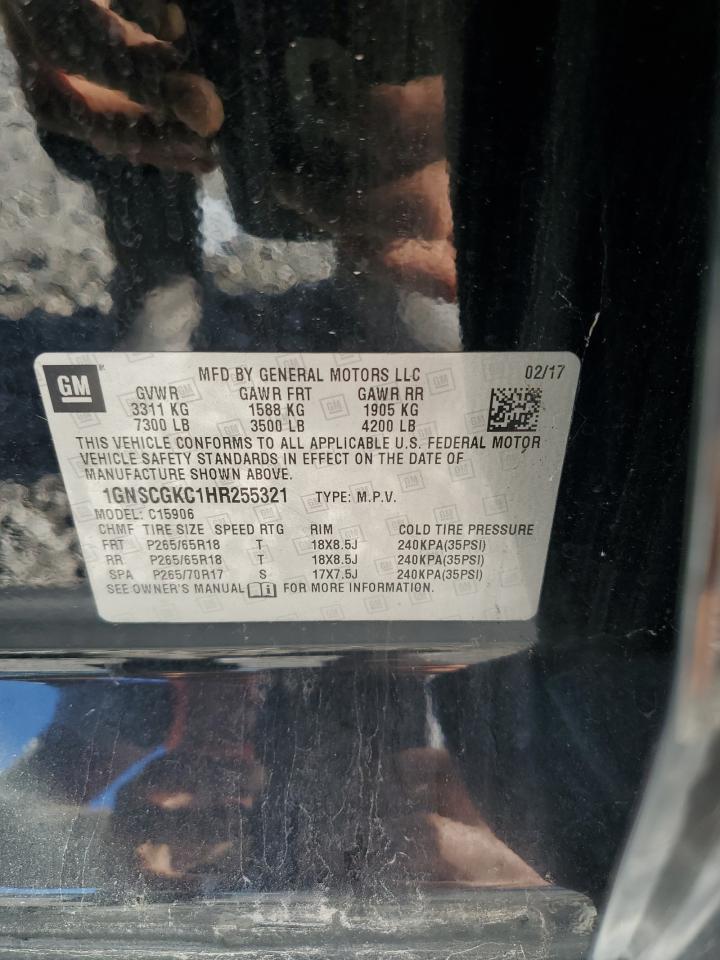 GM
MFD BY GENERAL MOTORS LLC 02/17
GVWR GAWR FRT GAWR RR
3311 KG 1588 KG 1905 KG
7300 LB 3500 LB 4200 LB
THIS VEHICLE CONFORMS TO ALL APPLICABLE U.S. FEDERAL MOTOR
VEHICLE SAFETY STANDARDS IN EFFECT ON THE DATE OF
MANUFACTURE SHOWN ABOVE.
1GNSCGKC1HR255321 TYPE: M.P.V.
MODEL: C15906
CHMF TIRE SIZE SPEED RTG RIM COLD TIRE PRESSURE
FRT P265/65R18 T 18X8.5J 240KPA(35PSI)
RR P265/65R18 T 18X8.5J 240KPA(35PSI)
SPA P265/70R17 S 17X7.5J 240KPA(35PSI)
SEE OWNER'S MANUAL FOR MORE INFORMATION.